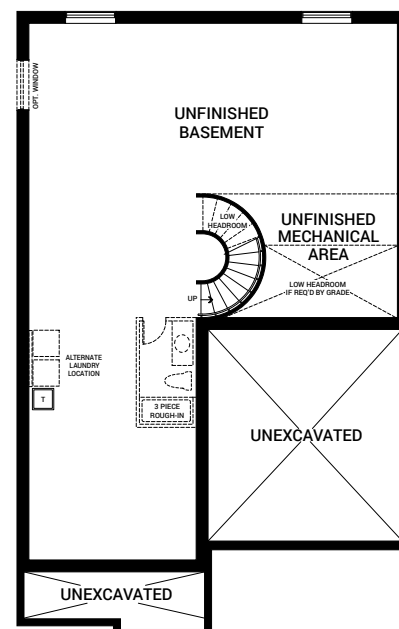 OPT. WINDOW
UNFINISHED
BASEMENT
LOW
HEADROOM
UNFINISHED
MECHANICAL
AREA
LOW HEADROOM
IF REQ'D BY GRADE
UP
ALTERNATE
LAUNDRY
LOCATION
T
3 PIECE
ROUGH-IN
UNEXCAVATED
UNEXCAVATED